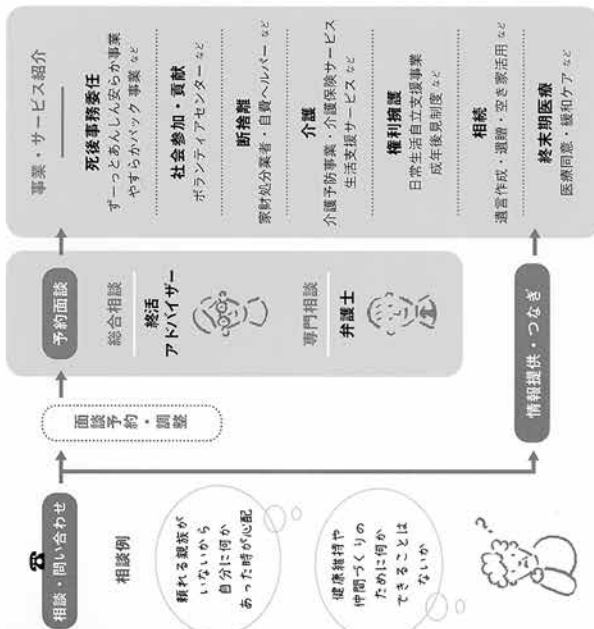 相談・問い合わせ
相談例
頼れる親族が
いないから
自分に何か
あった時が心配
健康維持や
仲間づくりの
ために何か
できることは
ないか
?
面談予約・調整
予約面談
総合相談
終活
アドバイザー
専門相談
弁護士
情報提供・つなぎ
事業・サービス紹介
死後事務委任
ずーっとあんしん安らか事業
やすらかパック事業 など
社会参加・貢献
ボランティアセンター など
断捨離
家財処分業者・自費ヘルパー など
介護
介護予防事業・介護保険サービス
生活支援サービス など
権利擁護
日常生活自立支援事業
成年後見制度 など
相続
遺言作成・遺贈・空き家活用 など
終末期医療
医療同意・緩和ケア など